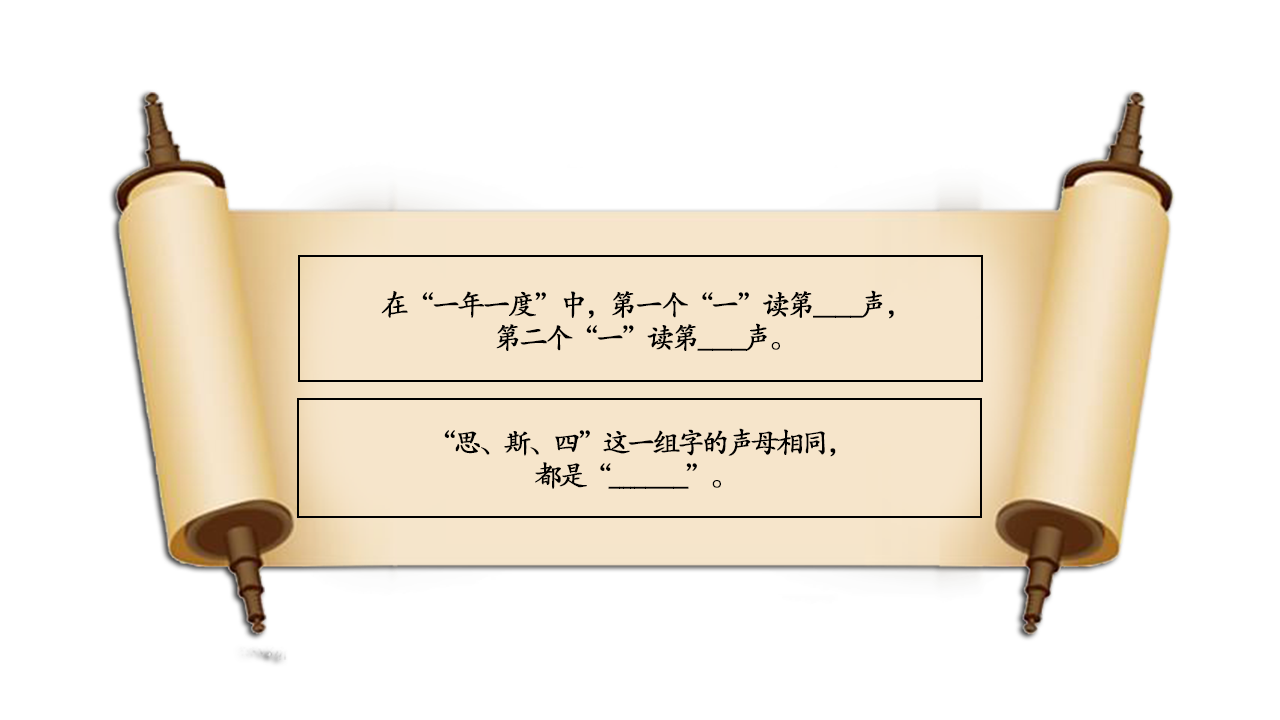 在“一年一度”中，第一个“一”读第____声，
第二个“一”读第____声。
“思、斯、四”这一组字的声母相同，
都是“______”。